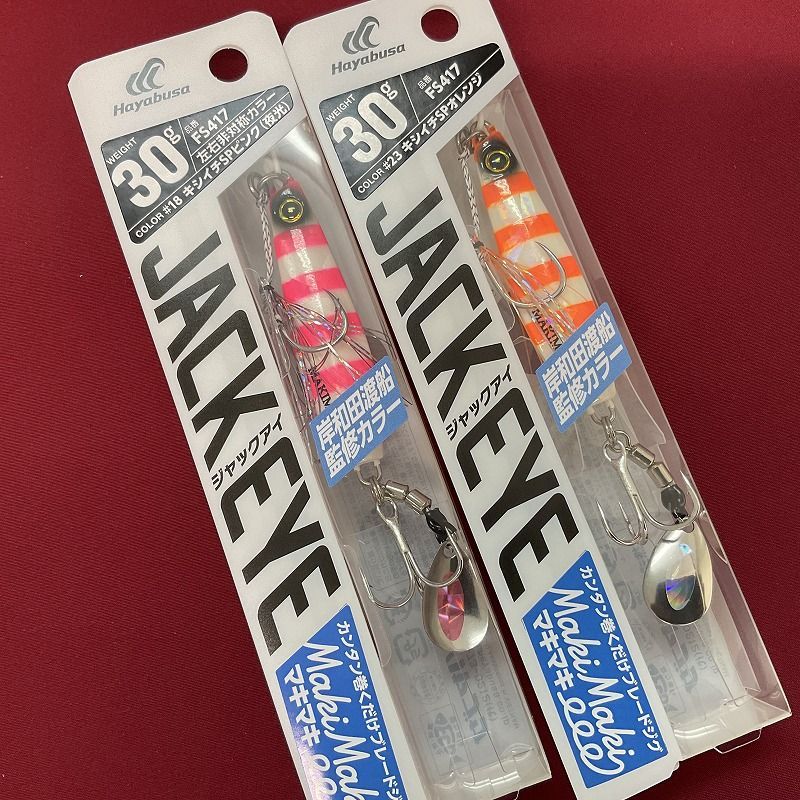 Hayabusa
WEIGHT
30g
品番
FS417
左右非対称カラー
COLOR #18 キシイチSPピンク(夜光)
JACK EYE
ジャックアイ
MAKIM
岸和田渡船
監修カラー
カンタン巻くだけブレードジグ
Maki Maki
マキマキ
Hayabusa
WEIGHT
30g
品番
FS417
COLOR #23 キシイチSPオレンジ
JACK EYE
ジャックアイ
MAKIM
岸和田渡船
監修カラー
カンタン巻くだけブレードジグ
Maki Maki
マキマキ